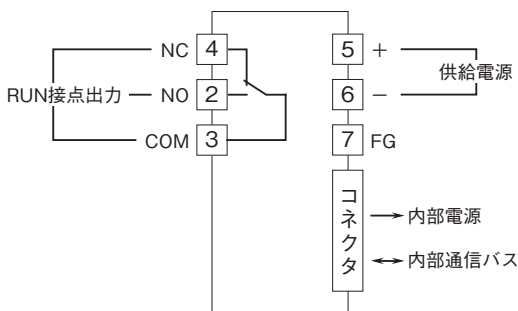 NC 4
RUN接点出力 NO 2
COM 3
5 +
6 −
供給電源
7 FG
コネクタ
内部電源
内部通信バス